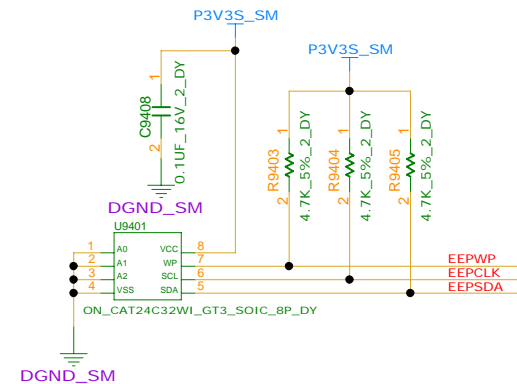 P3V3S_SM
P3V3S_SM
1
C9408
2
0.1UF_16V_2_DY
DGND_SM
1
R9403
2
4.7K_5%_2_DY
1
R9404
2
4.7K_5%_2_DY
1
R9405
2
4.7K_5%_2_DY
U9401
1 A0 VCC 8
2 A1 WP 7 EEPWP
3 A2 SCL 6 EEPCLK
4 VSS SDA 5 EEPSDA
ON_CAT24C32WI_GT3_SOIC_8P_DY
DGND_SM